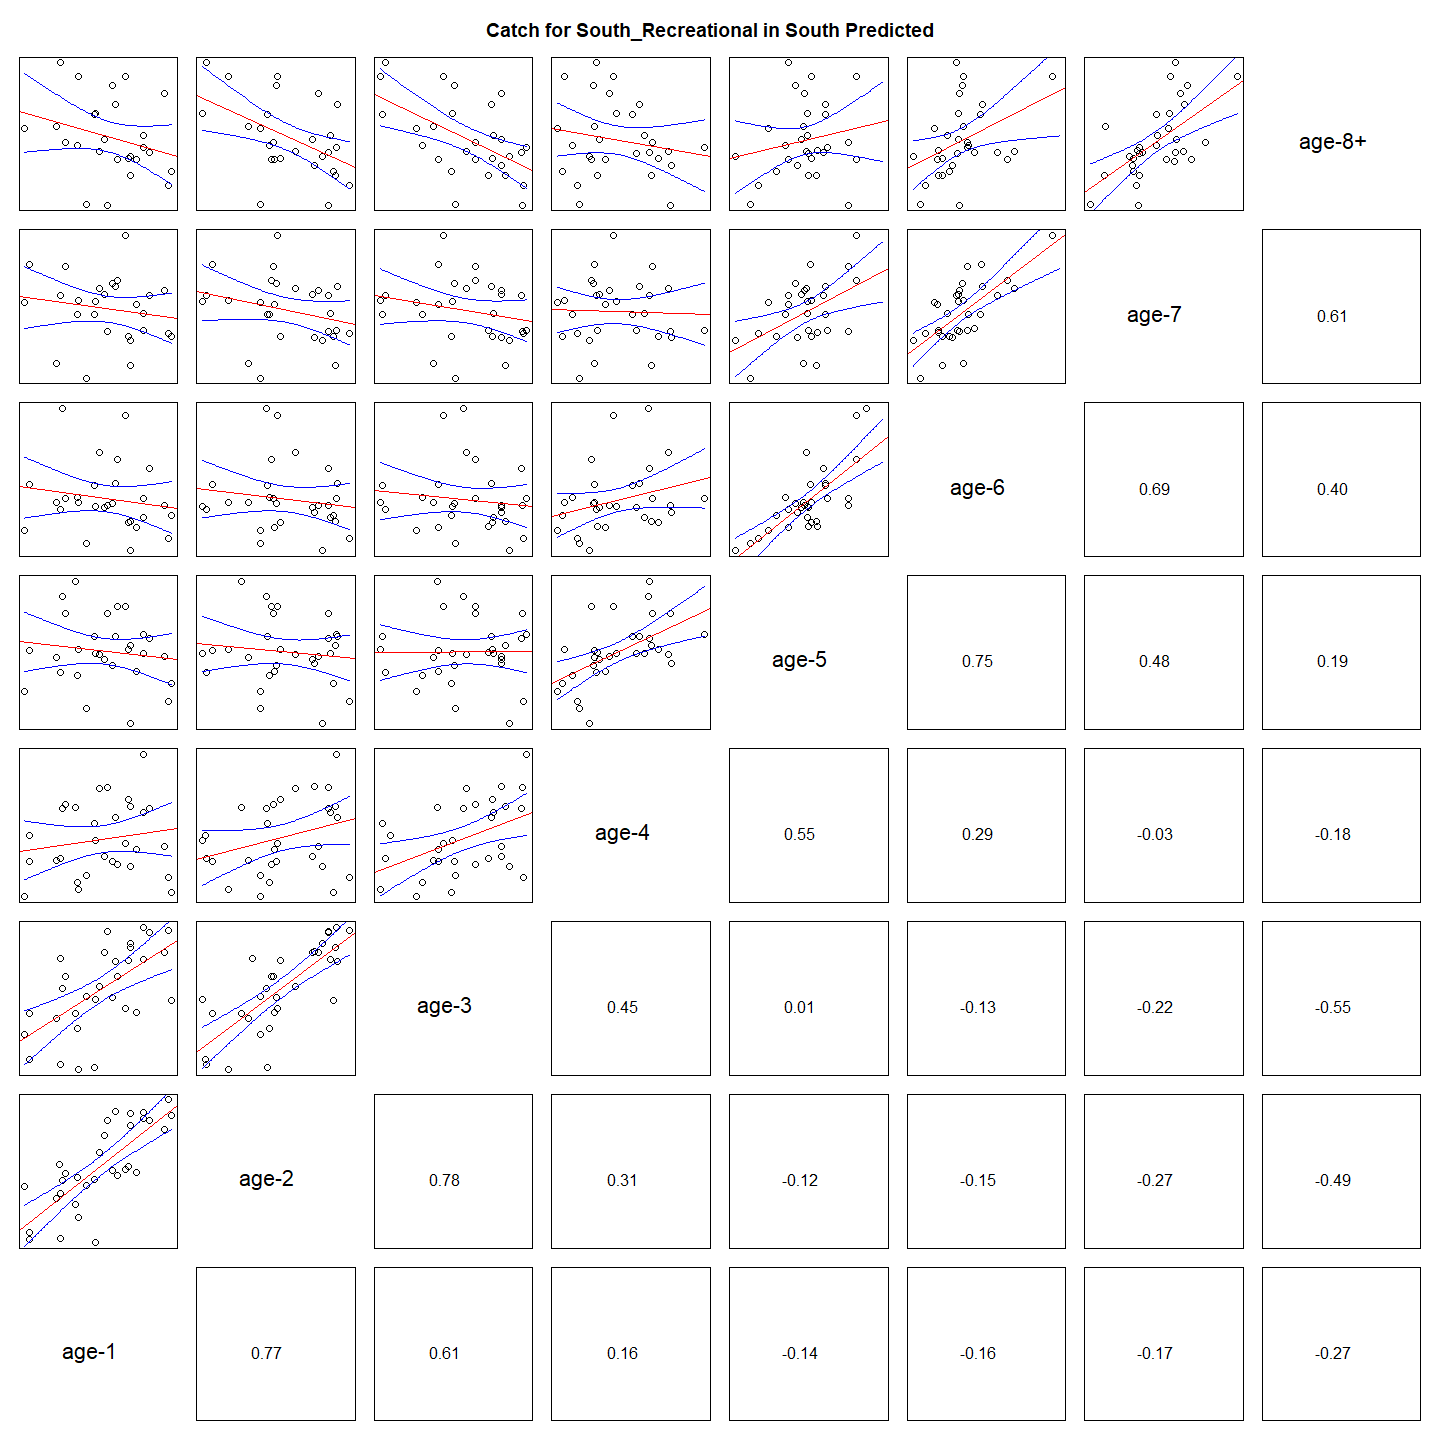 Catch for South_Recreational in South Predicted
age-8+
age-7 0.61
age-6 0.69 0.40
age-5 0.75 0.48 0.19
age-4 0.55 0.29 -0.03 -0.18
age-3 0.45 0.01 -0.13 -0.22 -0.55
age-2 0.78 0.31 -0.12 -0.15 -0.27 -0.49
age-1 0.77 0.61 0.16 -0.14 -0.16 -0.17 -0.27